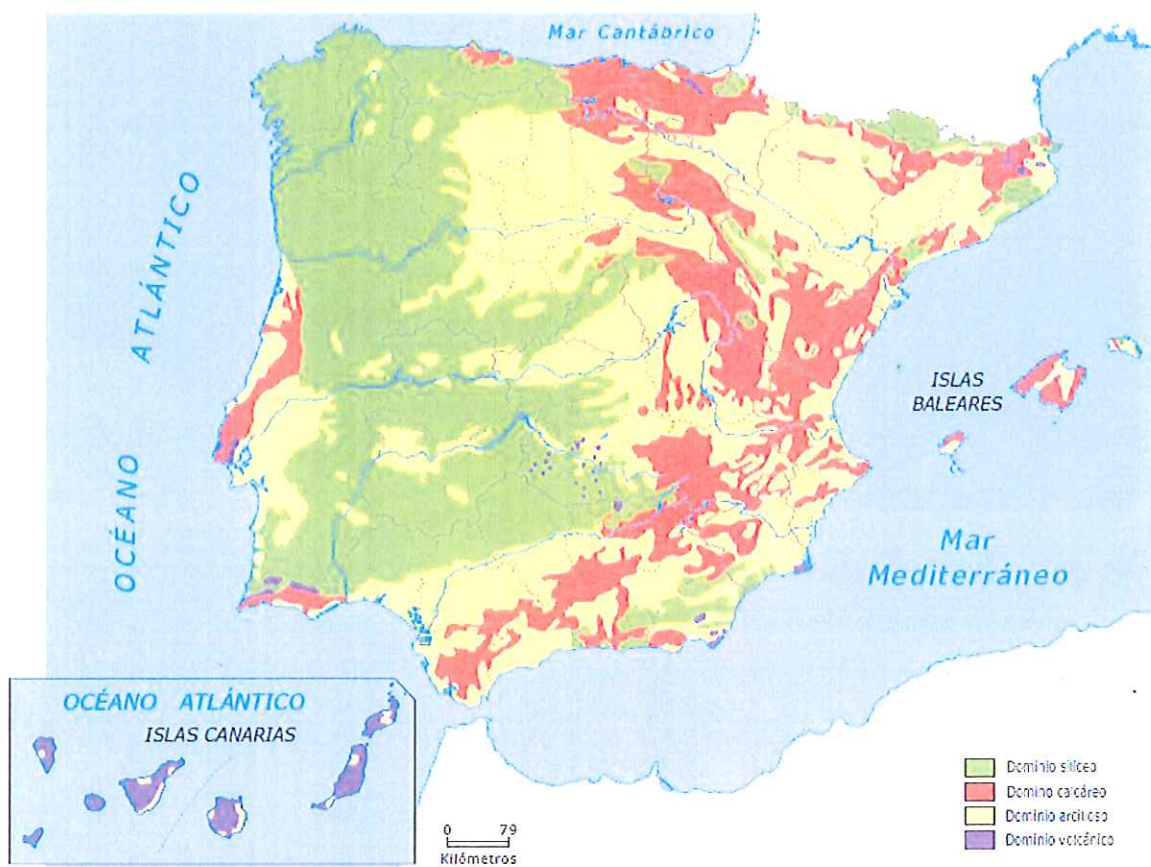 Mar Cantábrico
OCÉANO ATLÁNTICO
ISLAS
BALEARES
Mar
Mediterráneo
OCÉANO ATLÁNTICO
ISLAS CANARIAS
0 79
Kilómetros
Dominio silíceo
Domino calcáreo
Dominio arcilloso
Dominio volcánico